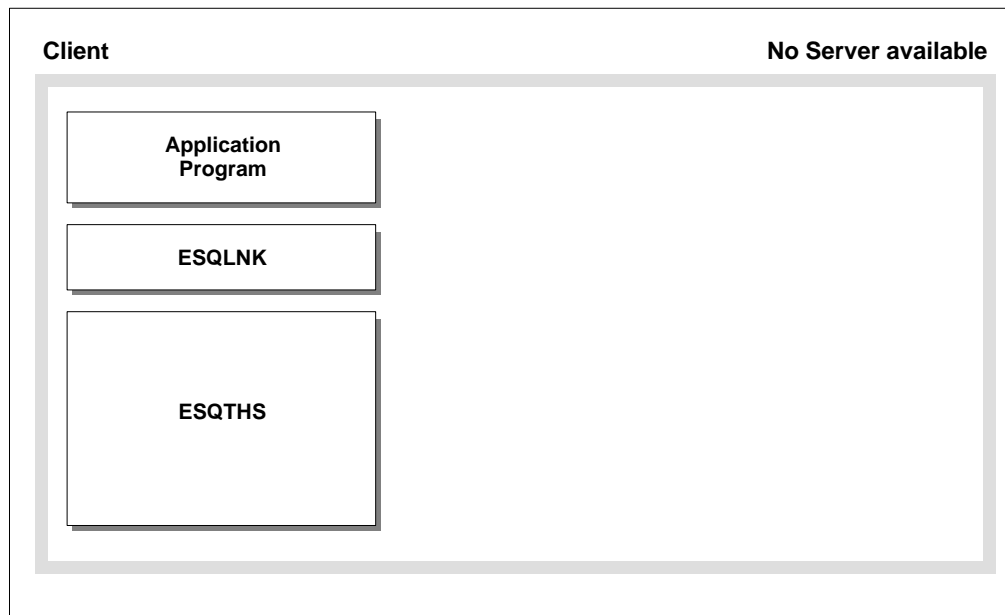 Client
No Server available
Application
Program
ESQLNK
ESQTHS